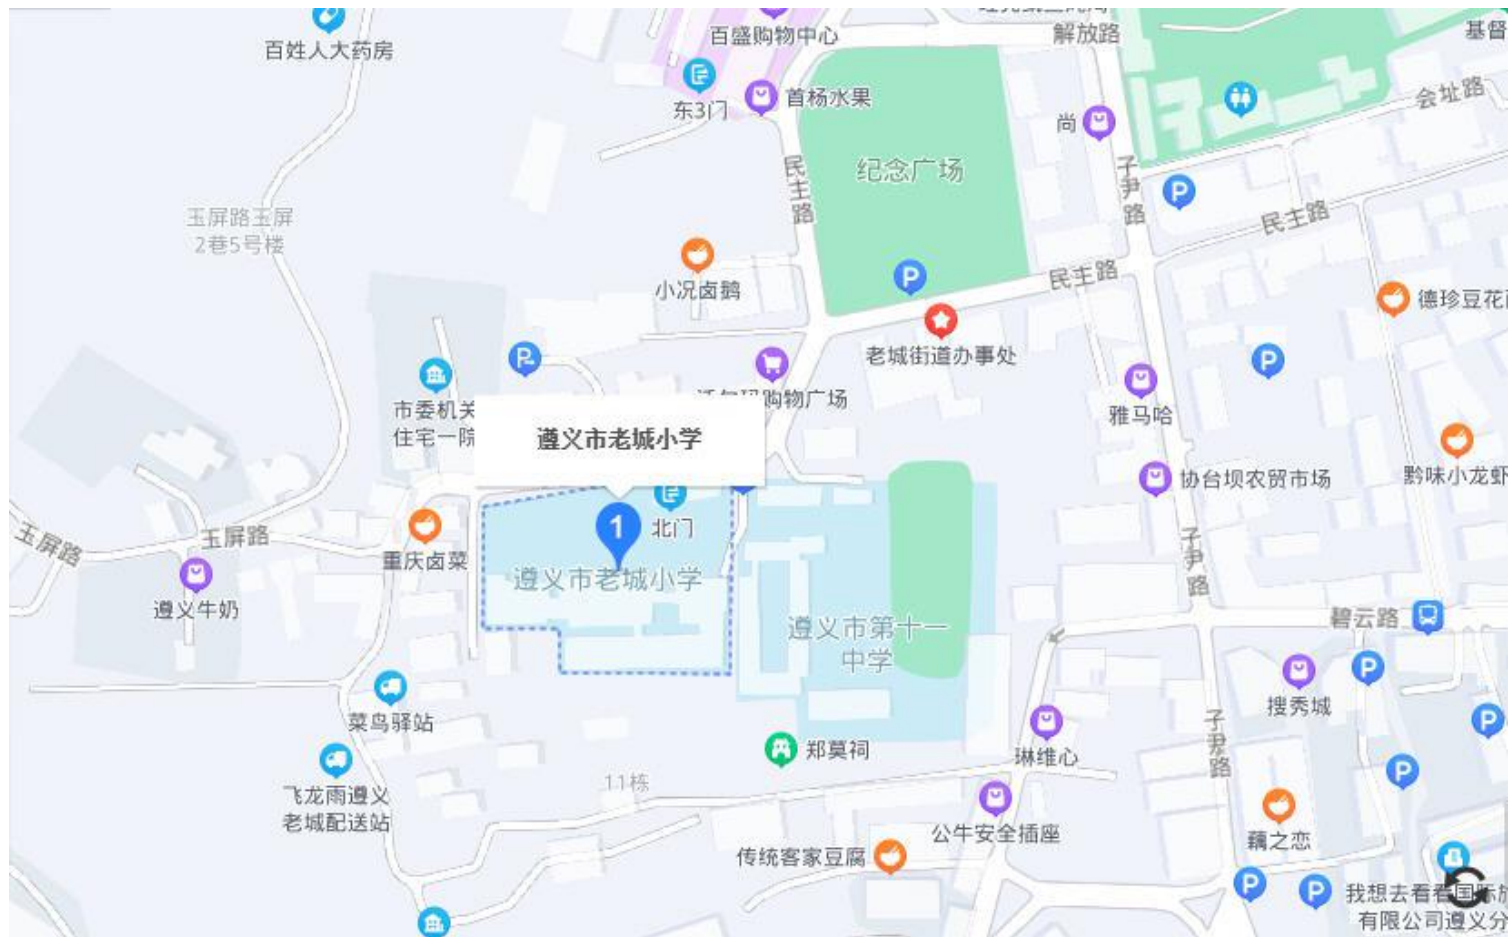 百姓人大药房
百盛购物中心
解放路
基督
东3门
首杨水果
尚
会址路
纪念广场
民主路
子尹路
P
玉屏路玉屏
2巷5号楼
民主路
小况卤鹅
P
民主路
德珍豆花
老城街道办事处
P
P
市委机关
住宅一院
购物广场
雅马哈
遵义市老城小学
协台坝农贸市场
黔味小龙虾
北门
1
玉屏路
玉屏路
重庆卤菜
遵义市老城小学
子尹路
遵义牛奶
遵义市第十一
中学
碧云路
P
菜鸟驿站
搜秀城
P
郑莫祠
琳维心
子尹路
11栋
P
飞龙雨遵义
老城配送站
公牛安全插座
藕之恋
传统客家豆腐
P
P
我想去看看国际旅
有限公司遵义分